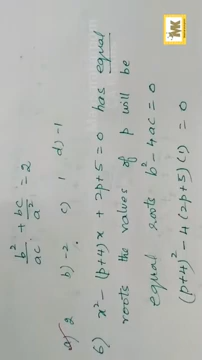 b²/ac + bc/a² = 2
a) 2 b) -2 c) 1 d) -1
6) x² - (p+4)x + 2p+5 = 0 has equal
roots the values of p will be
equal roots b² - 4ac = 0
(p+4)² - 4(2p+5)(1) = 0
MK